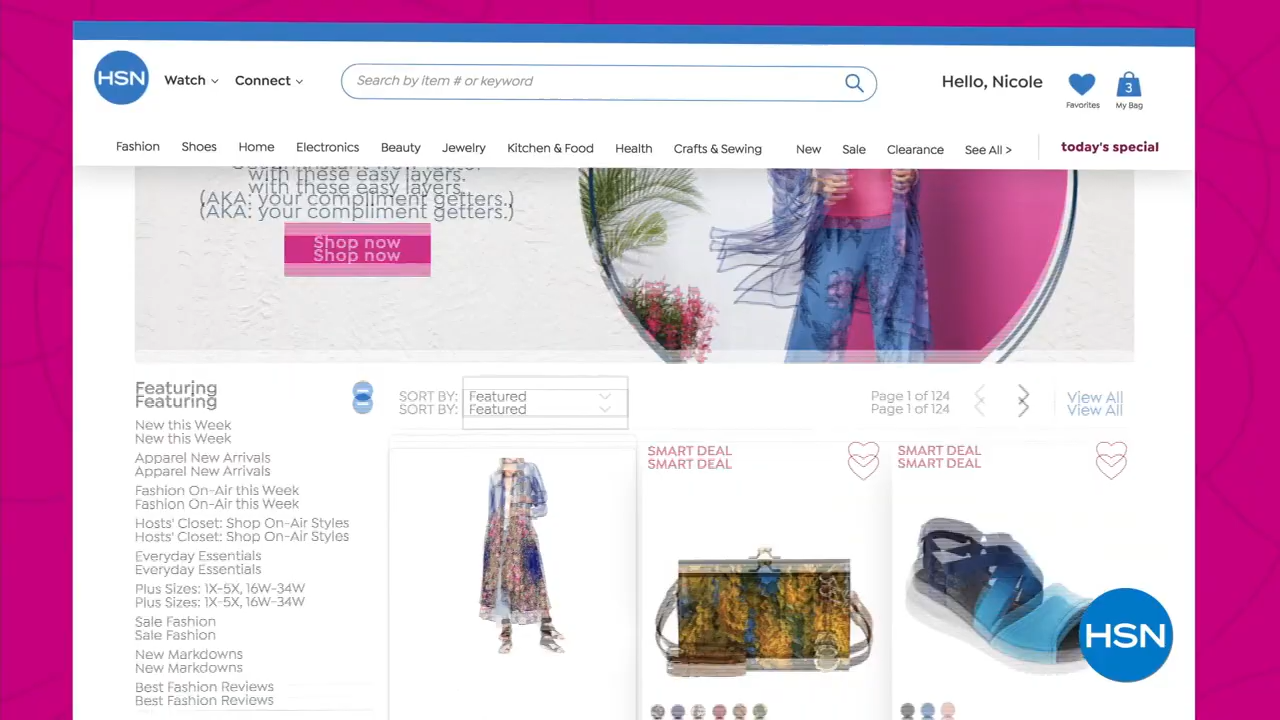 HSN
Watch
Connect
Search by item # or keyword
Hello, Nicole
3
Favorites
My Bag
Fashion
Shoes
Home
Electronics
Beauty
Jewelry
Kitchen & Food
Health
Crafts & Sewing
New
Sale
Clearance
See All >
today's special
with these easy layers.
(AKA: your compliment getters.)
Shop now
Featuring
SORT BY:
Featured
Page 1 of 124
View All
New this Week
Apparel New Arrivals
Fashion On-Air this Week
Hosts' Closet: Shop On-Air Styles
Everyday Essentials
Plus Sizes: 1X-5X, 16W-34W
Sale Fashion
New Markdowns
Best Fashion Reviews
SMART DEAL
SMART DEAL
HSN